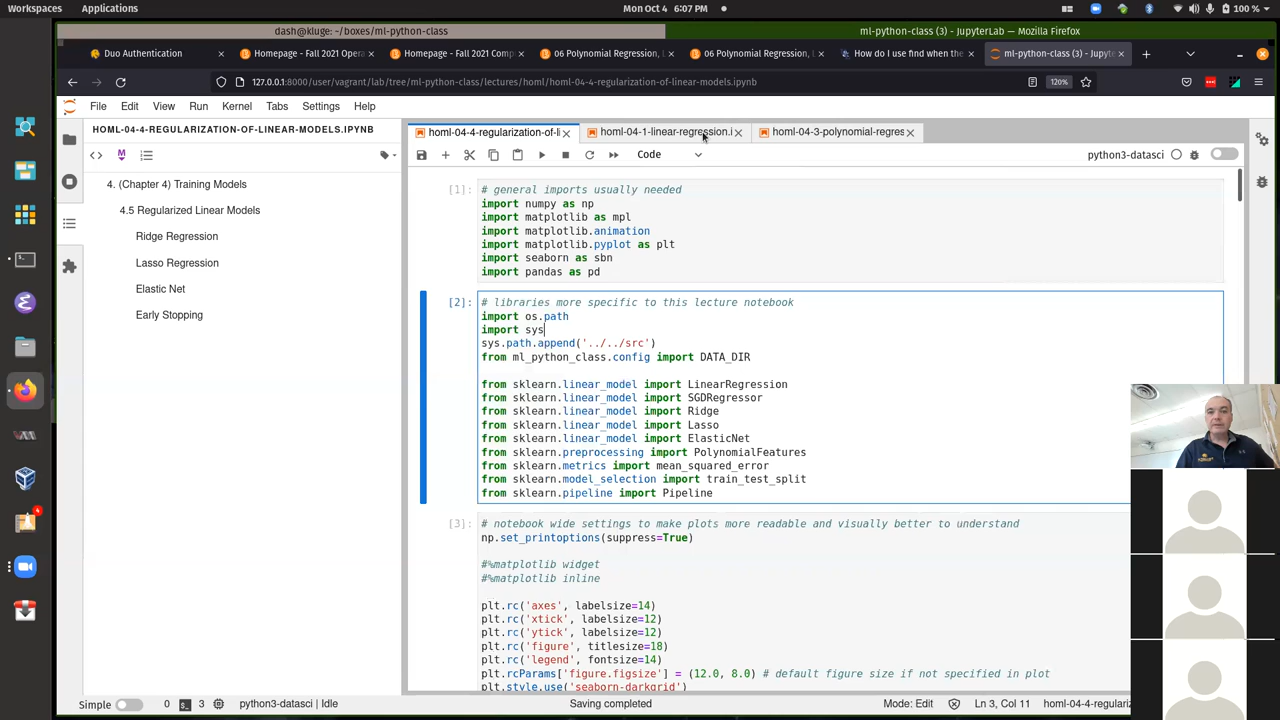 Workspaces Applications Mon Oct 4 6:07 PM 100 %
dash@kluge: ~/boxes/ml-python-class ml-python-class (3) - JupyterLab — Mozilla Firefox
Duo Authentication Homepage - Fall 2021 Opera Homepage - Fall 2021 Comp 06 Polynomial Regression, L 06 Polynomial Regression, L How do I use find when the ml-python-class (3) - Jupyte
127.0.0.1:8000/user/vagrant/lab/tree/ml-python-class/lectures/homl/homl-04-4-regularization-of-linear-models.ipynb 120%
File Edit View Run Kernel Tabs Settings Help
HOML-04-4-REGULARIZATION-OF-LINEAR-MODELS.IPYNB
homl-04-4-regularization-of-li homl-04-1-linear-regression.i homl-04-3-polynomial-regres
Code python3-datasci
4. (Chapter 4) Training Models
4.5 Regularized Linear Models
Ridge Regression
Lasso Regression
Elastic Net
Early Stopping
[1]: # general imports usually needed
import numpy as np
import matplotlib as mpl
import matplotlib.animation
import matplotlib.pyplot as plt
import seaborn as sbn
import pandas as pd
[2]: # libraries more specific to this lecture notebook
import os.path
import sys
sys.path.append('../../src')
from ml_python_class.config import DATA_DIR
from sklearn.linear_model import LinearRegression
from sklearn.linear_model import SGDRegressor
from sklearn.linear_model import Ridge
from sklearn.linear_model import Lasso
from sklearn.linear_model import ElasticNet
from sklearn.preprocessing import PolynomialFeatures
from sklearn.metrics import mean_squared_error
from sklearn.model_selection import train_test_split
from sklearn.pipeline import Pipeline
[3]: # notebook wide settings to make plots more readable and visually better to understand
np.set_printoptions(suppress=True)
#%matplotlib widget
#%matplotlib inline
plt.rc('axes', labelsize=14)
plt.rc('xtick', labelsize=12)
plt.rc('ytick', labelsize=12)
plt.rc('figure', titlesize=18)
plt.rc('legend', fontsize=14)
plt.rcParams['figure.figsize'] = (12.0, 8.0) # default figure size if not specified in plot
plt.style.use('seaborn-darkgrid')
Simple 0 3 python3-datasci | Idle Saving completed Mode: Edit Ln 3, Col 11 homl-04-4-regulariz